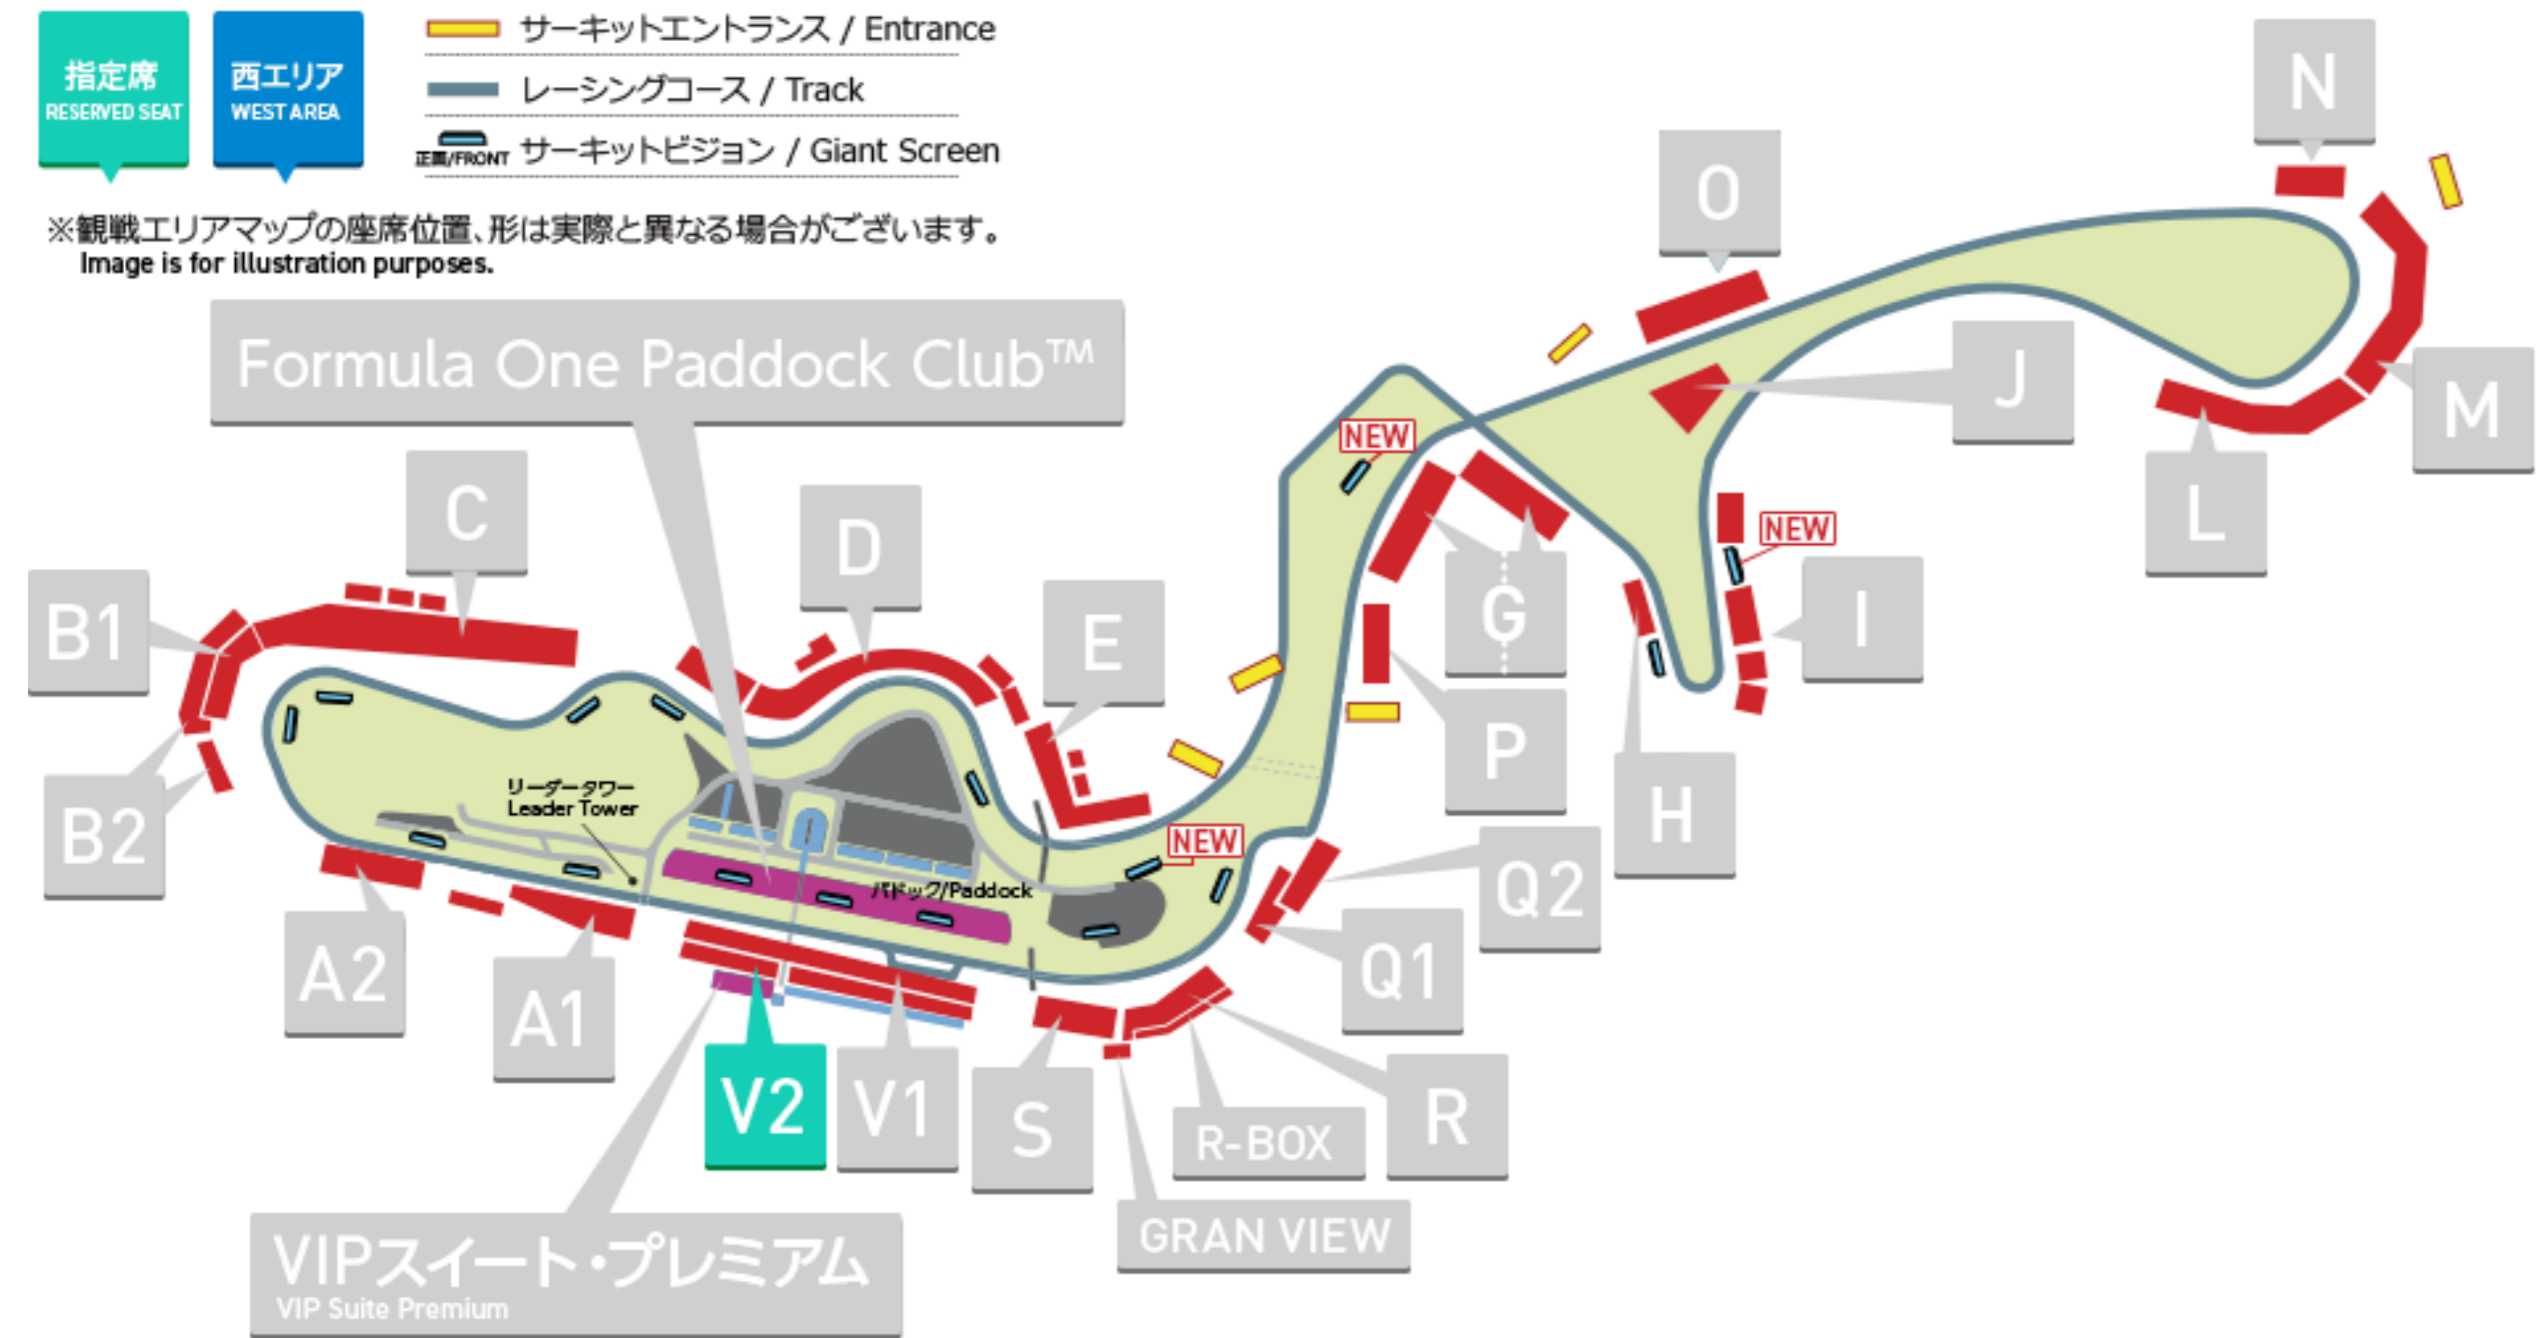 指定席
RESERVED SEAT
西エリア
WEST AREA
サーキットエントランス / Entrance
レーシングコース / Track
正面/FRONT サーキットビジョン / Giant Screen
※観戦エリアマップの座席位置、形は実際と異なる場合がございます。
Image is for illustration purposes.
N
O
Formula One Paddock Club™
J
M
NEW
C
L
D
NEW
B1
E
G
I
P
H
リーダータワー
Leader Tower
B2
NEW
パドック/Paddock
Q2
A2
Q1
A1
V2
V1
S
R-BOX
R
GRAN VIEW
VIPスイート・プレミアム
VIP Suite Premium